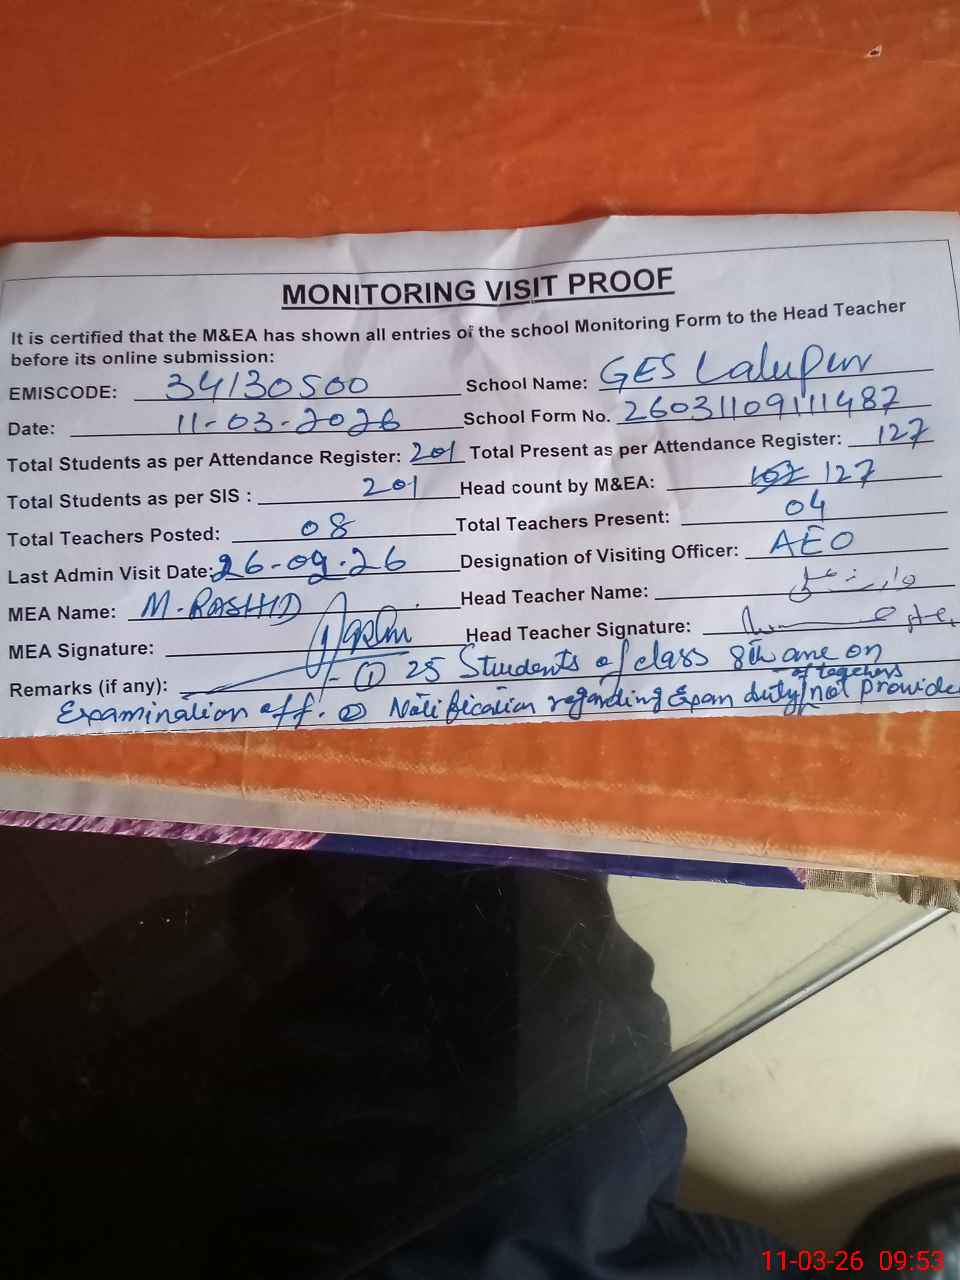 MONITORING VISIT PROOF
It is certified that the M&EA has shown all entries of the school Monitoring Form to the Head Teacher
before its online submission:
EMISCODE: 34130500 School Name: GES Lalupur
Date: 11-03-2026 School Form No. 26031109111487
Total Students as per Attendance Register: 201 Total Present as per Attendance Register: 127
Total Students as per SIS : 201 Head count by M&EA: 127
Total Teachers Posted: 08 Total Teachers Present: 04
Last Admin Visit Date: 26-09-26 Designation of Visiting Officer: AEO
MEA Name: M. RASHID Head Teacher Name:
MEA Signature: Head Teacher Signature:
Remarks (if any): - ① 25 Students of class 8th are on
Examination off. ② Notification regarding Exam duty of teachers not provide
11-03-26 09:53